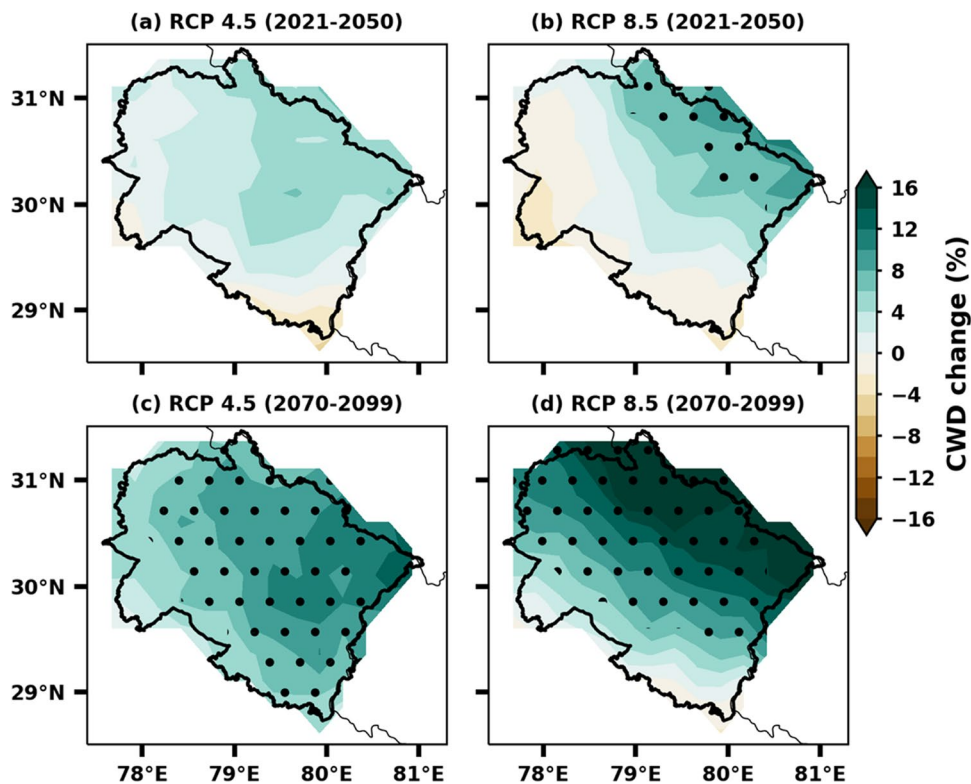 (a) RCP 4.5 (2021-2050) (b) RCP 8.5 (2021-2050)
31°N
30°N
29°N
(c) RCP 4.5 (2070-2099) (d) RCP 8.5 (2070-2099)
31°N
30°N
29°N
78°E 79°E 80°E 81°E 78°E 79°E 80°E 81°E
16
12
8
4
0
−4
−8
−12
−16
CWD change (%)